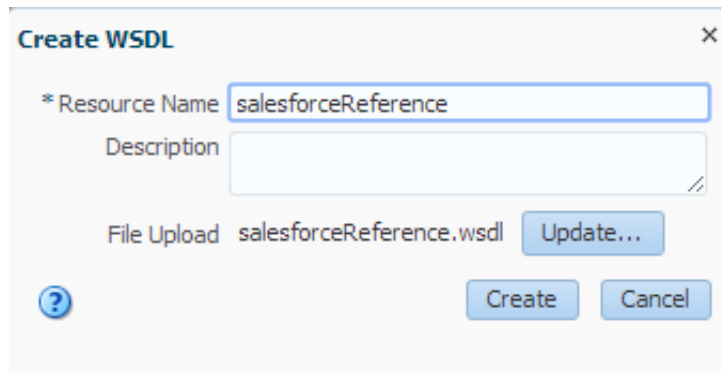 Create WSDL
* Resource Name salesforceReference
Description
File Upload salesforceReference.wsdl Update...
? Create Cancel